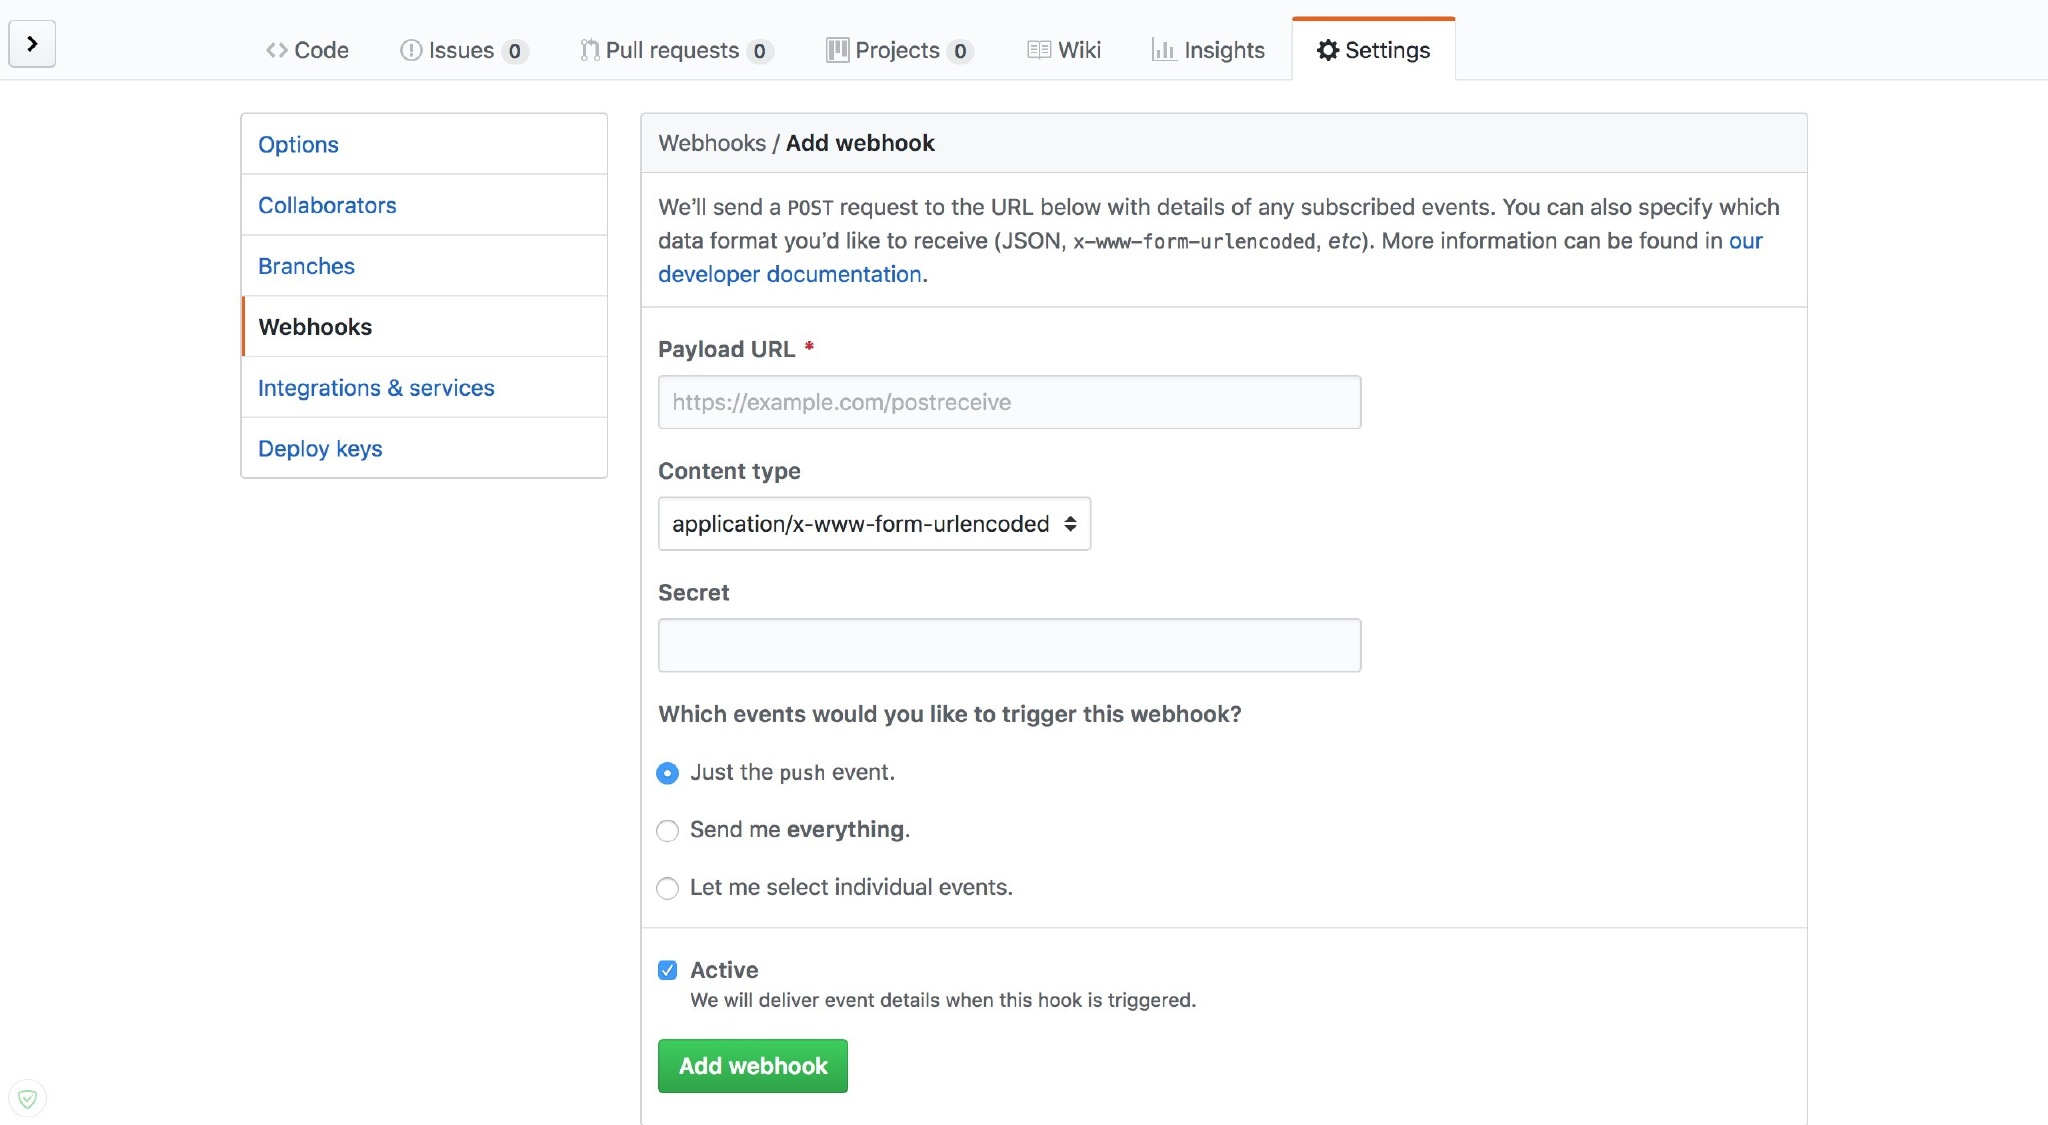 Code Issues 0 Pull requests 0 Projects 0 Wiki Insights Settings
Options
Collaborators
Branches
Webhooks
Integrations & services
Deploy keys
Webhooks / Add webhook
We’ll send a POST request to the URL below with details of any subscribed events. You can also specify which
data format you’d like to receive (JSON, x-www-form-urlencoded, etc). More information can be found in our
developer documentation.
Payload URL *
https://example.com/postreceive
Content type
application/x-www-form-urlencoded
Secret
Which events would you like to trigger this webhook?
Just the push event.
Send me everything.
Let me select individual events.
Active
We will deliver event details when this hook is triggered.
Add webhook